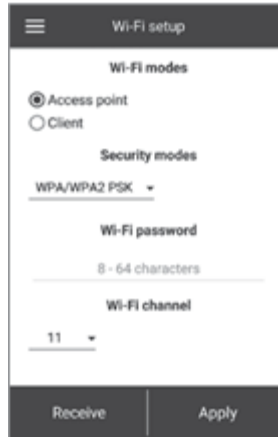 Wi-Fi setup
Wi-Fi modes
Access point
Client
Security modes
WPA/WPA2 PSK
Wi-Fi password
8 - 64 characters
Wi-Fi channel
11
Receive Apply